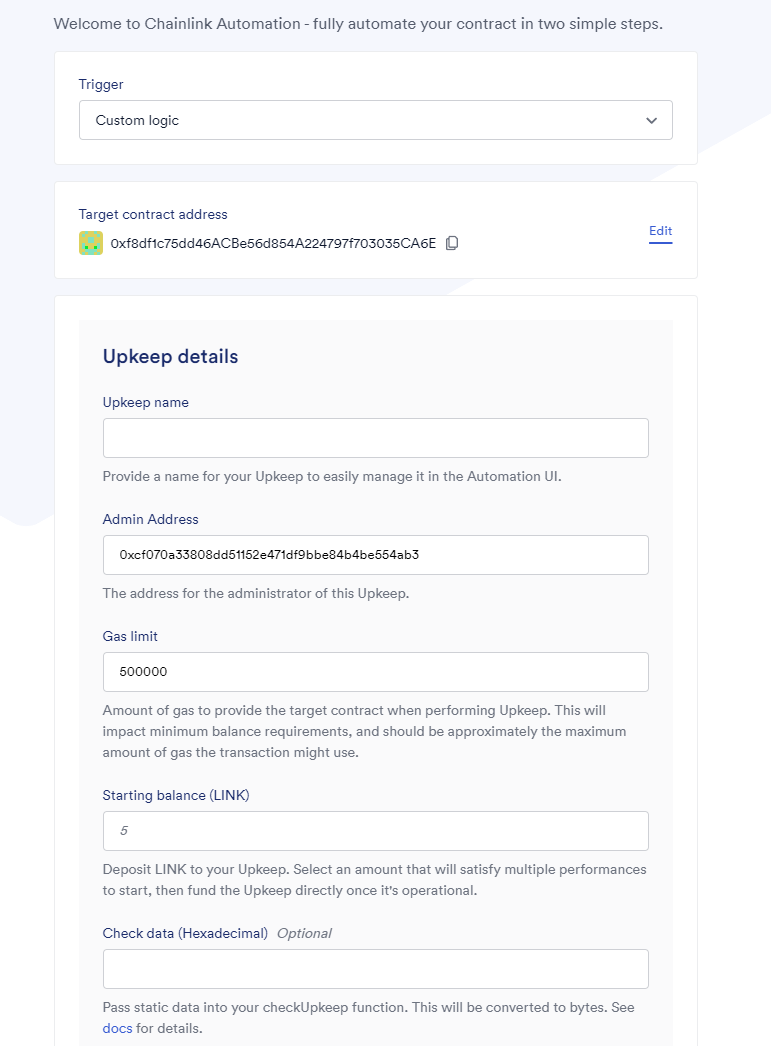 Welcome to Chainlink Automation - fully automate your contract in two simple steps.
Trigger
Custom logic
Target contract address
0xf8df1c75dd46ACBe56d854A224797f703035CA6E
Edit
Upkeep details
Upkeep name
Provide a name for your Upkeep to easily manage it in the Automation UI.
Admin Address
0xcf070a33808dd51152e471df9bbe84b4be554ab3
The address for the administrator of this Upkeep.
Gas limit
500000
Amount of gas to provide the target contract when performing Upkeep. This will
impact minimum balance requirements, and should be approximately the maximum
amount of gas the transaction might use.
Starting balance (LINK)
5
Deposit LINK to your Upkeep. Select an amount that will satisfy multiple performances
to start, then fund the Upkeep directly once it's operational.
Check data (Hexadecimal) Optional
Pass static data into your checkUpkeep function. This will be converted to bytes. See
docs for details.